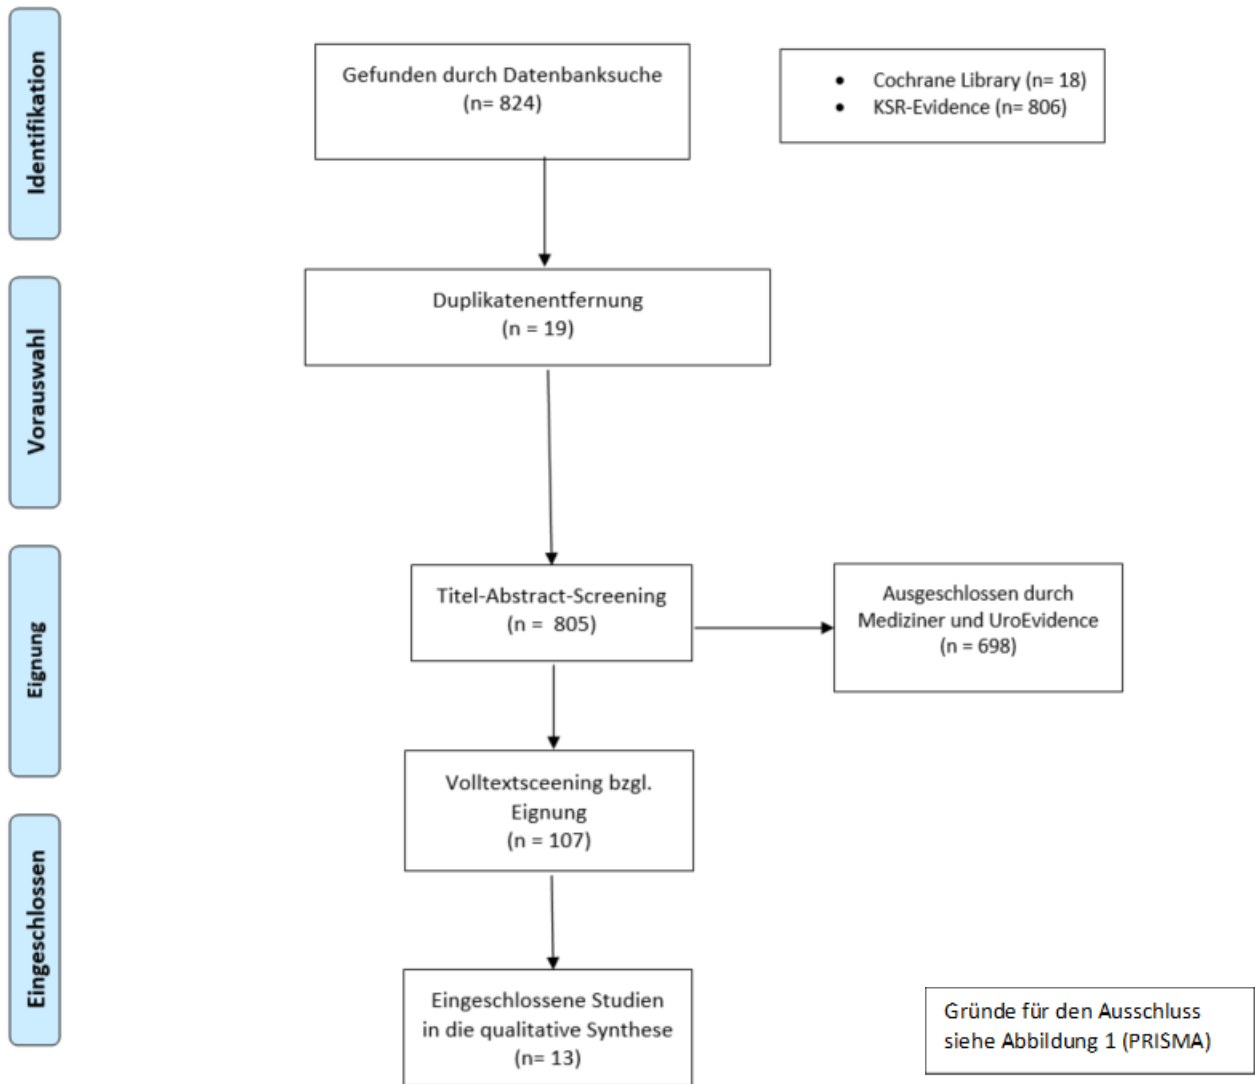 Identifikation
Gefunden durch Datenbanksuche
(n= 824)
• Cochrane Library (n= 18)
• KSR-Evidence (n= 806)
Vorauswahl
Duplikatenentfernung
(n = 19)
Eignung
Titel-Abstract-Screening
(n = 805)
Ausgeschlossen durch
Mediziner und UroEvidence
(n = 698)
Volltextsceening bzgl.
Eignung
(n = 107)
Eingeschlossen
Eingeschlossene Studien
in die qualitative Synthese
(n= 13)
Gründe für den Ausschluss
siehe Abbildung 1 (PRISMA)